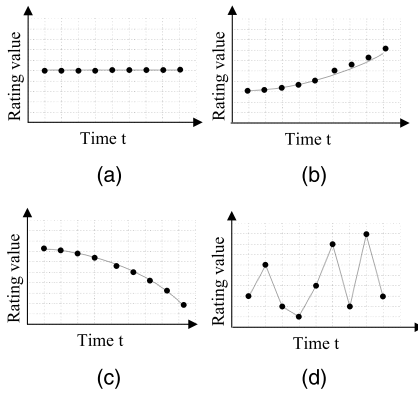 Rating value
Time t
(a)
Rating value
Time t
(b)
Rating value
Time t
(c)
Rating value
Time t
(d)